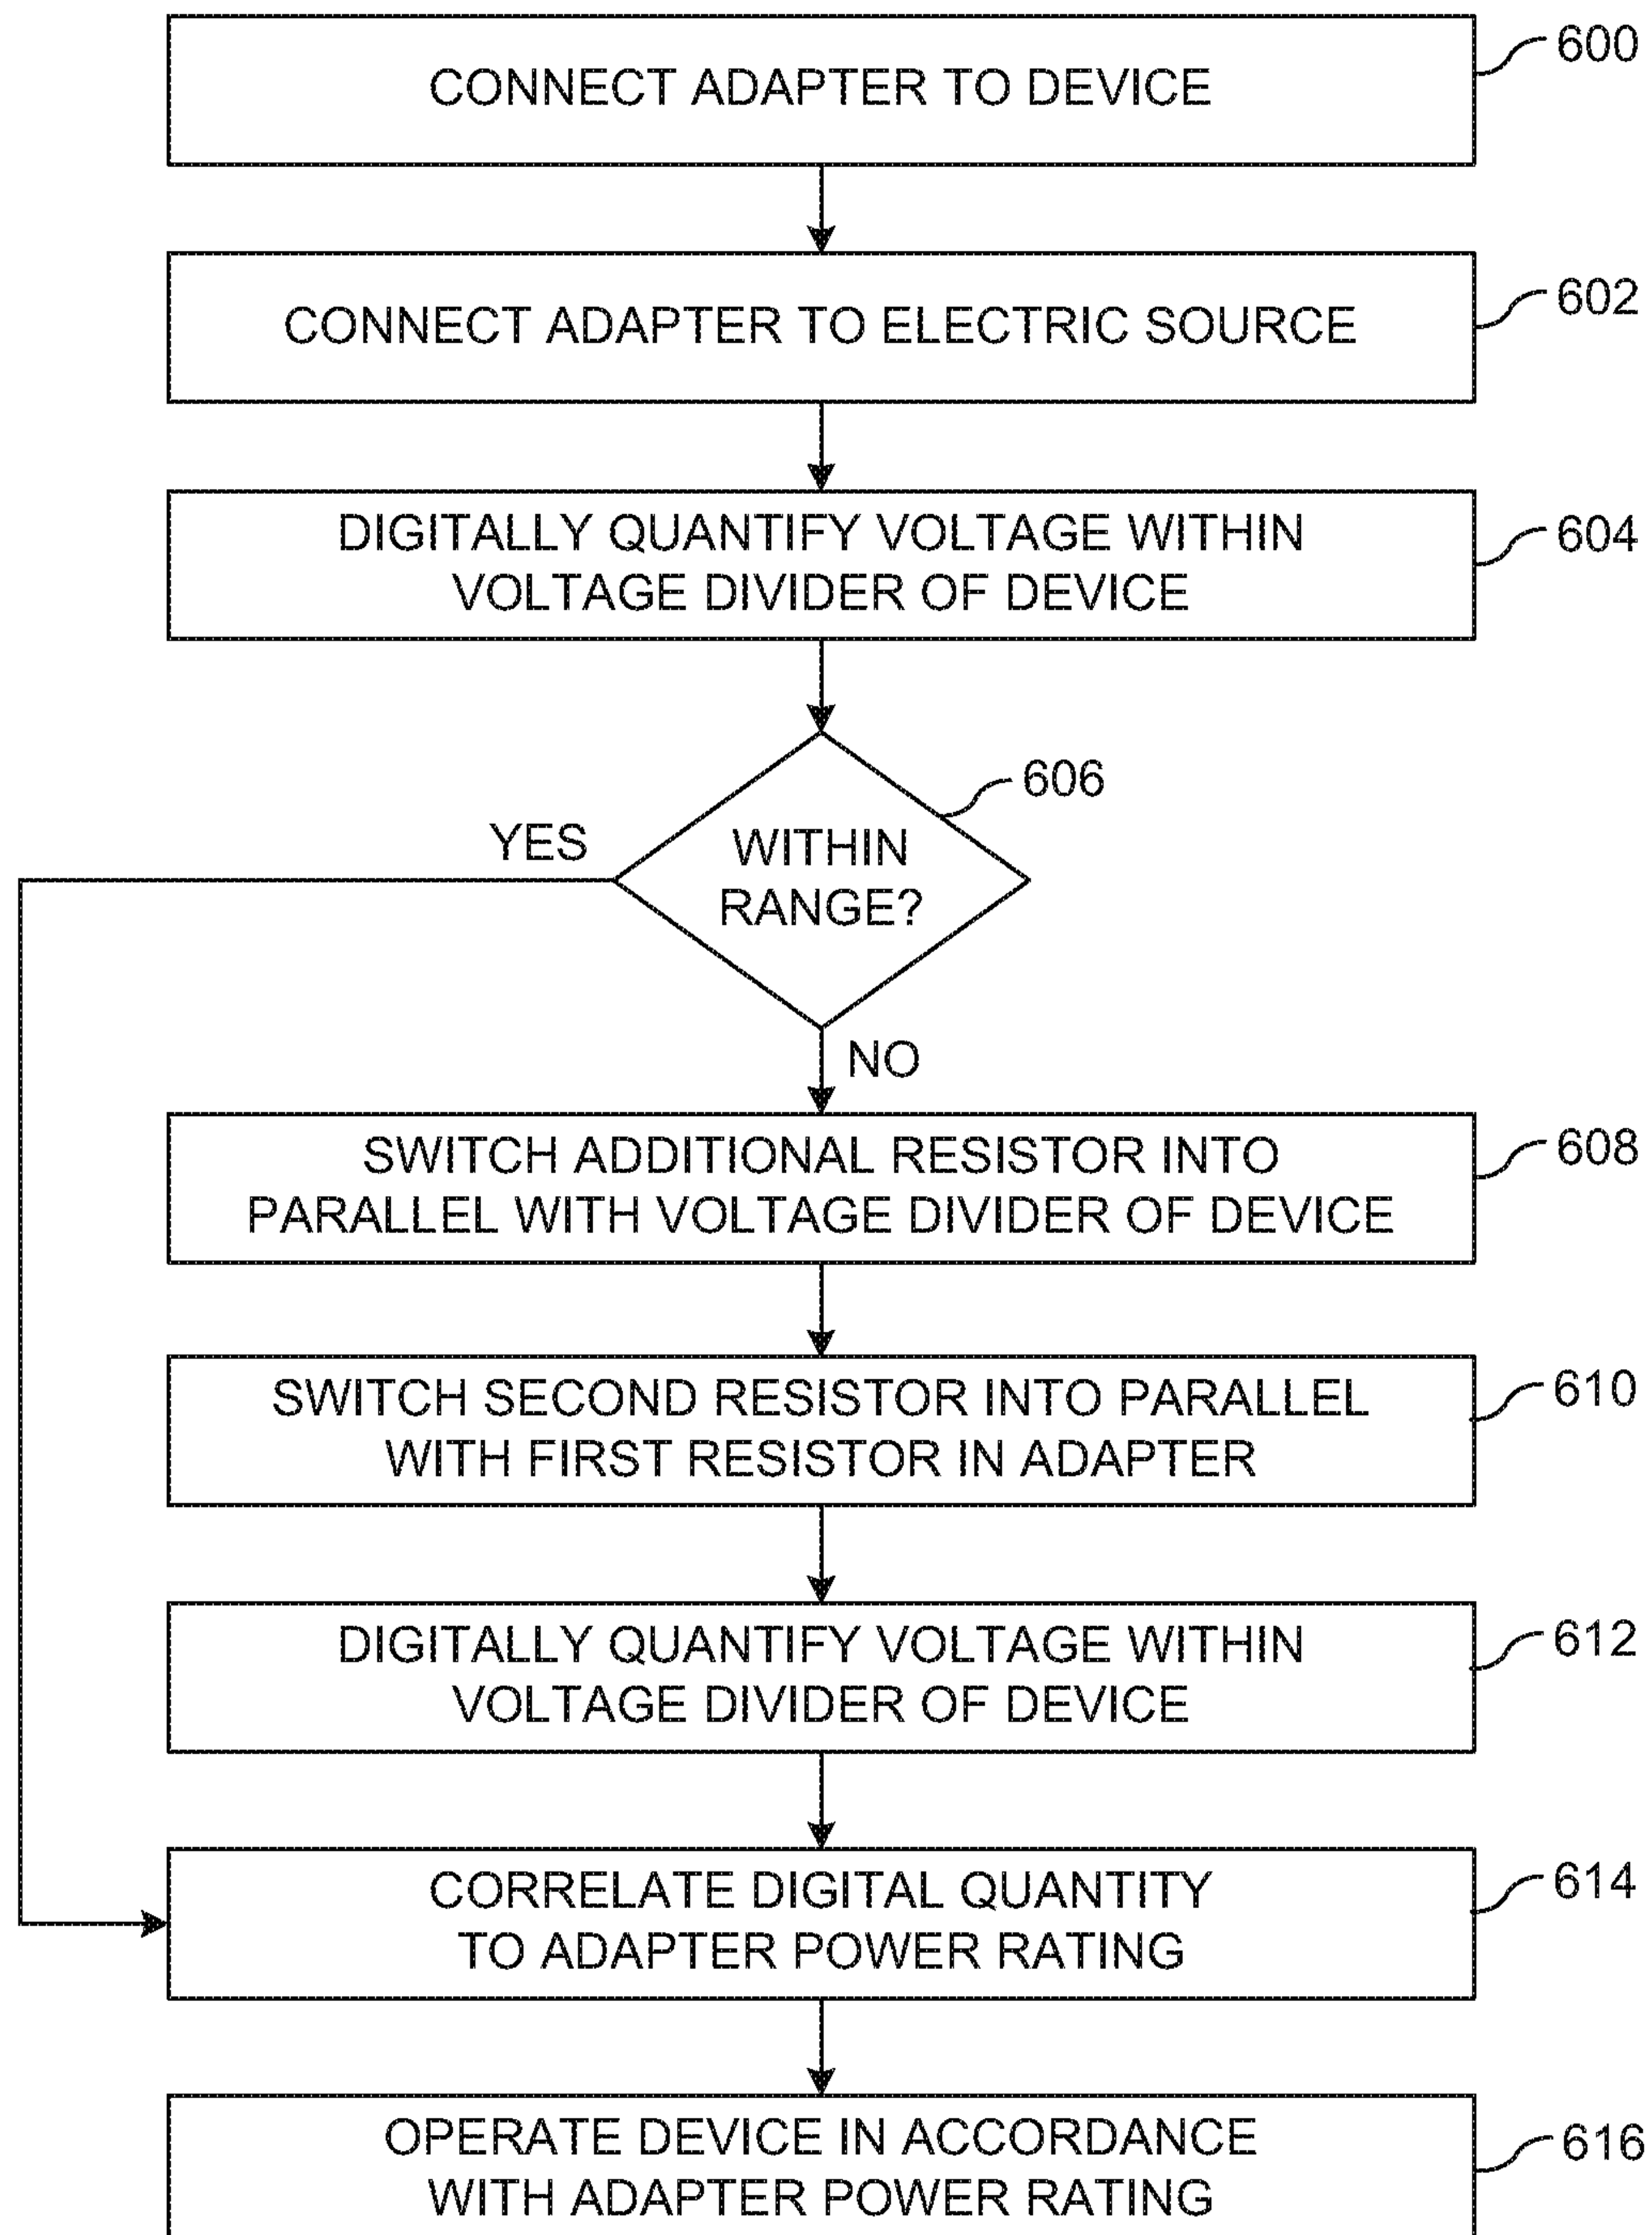 CONNECT ADAPTER TO DEVICE
600
CONNECT ADAPTER TO ELECTRIC SOURCE
602
DIGITALLY QUANTIFY VOLTAGE WITHIN
VOLTAGE DIVIDER OF DEVICE
604
606
YES
WITHIN
RANGE?
NO
SWITCH ADDITIONAL RESISTOR INTO
PARALLEL WITH VOLTAGE DIVIDER OF DEVICE
608
SWITCH SECOND RESISTOR INTO PARALLEL
WITH FIRST RESISTOR IN ADAPTER
610
DIGITALLY QUANTIFY VOLTAGE WITHIN
VOLTAGE DIVIDER OF DEVICE
612
CORRELATE DIGITAL QUANTITY
TO ADAPTER POWER RATING
614
OPERATE DEVICE IN ACCORDANCE
WITH ADAPTER POWER RATING
616